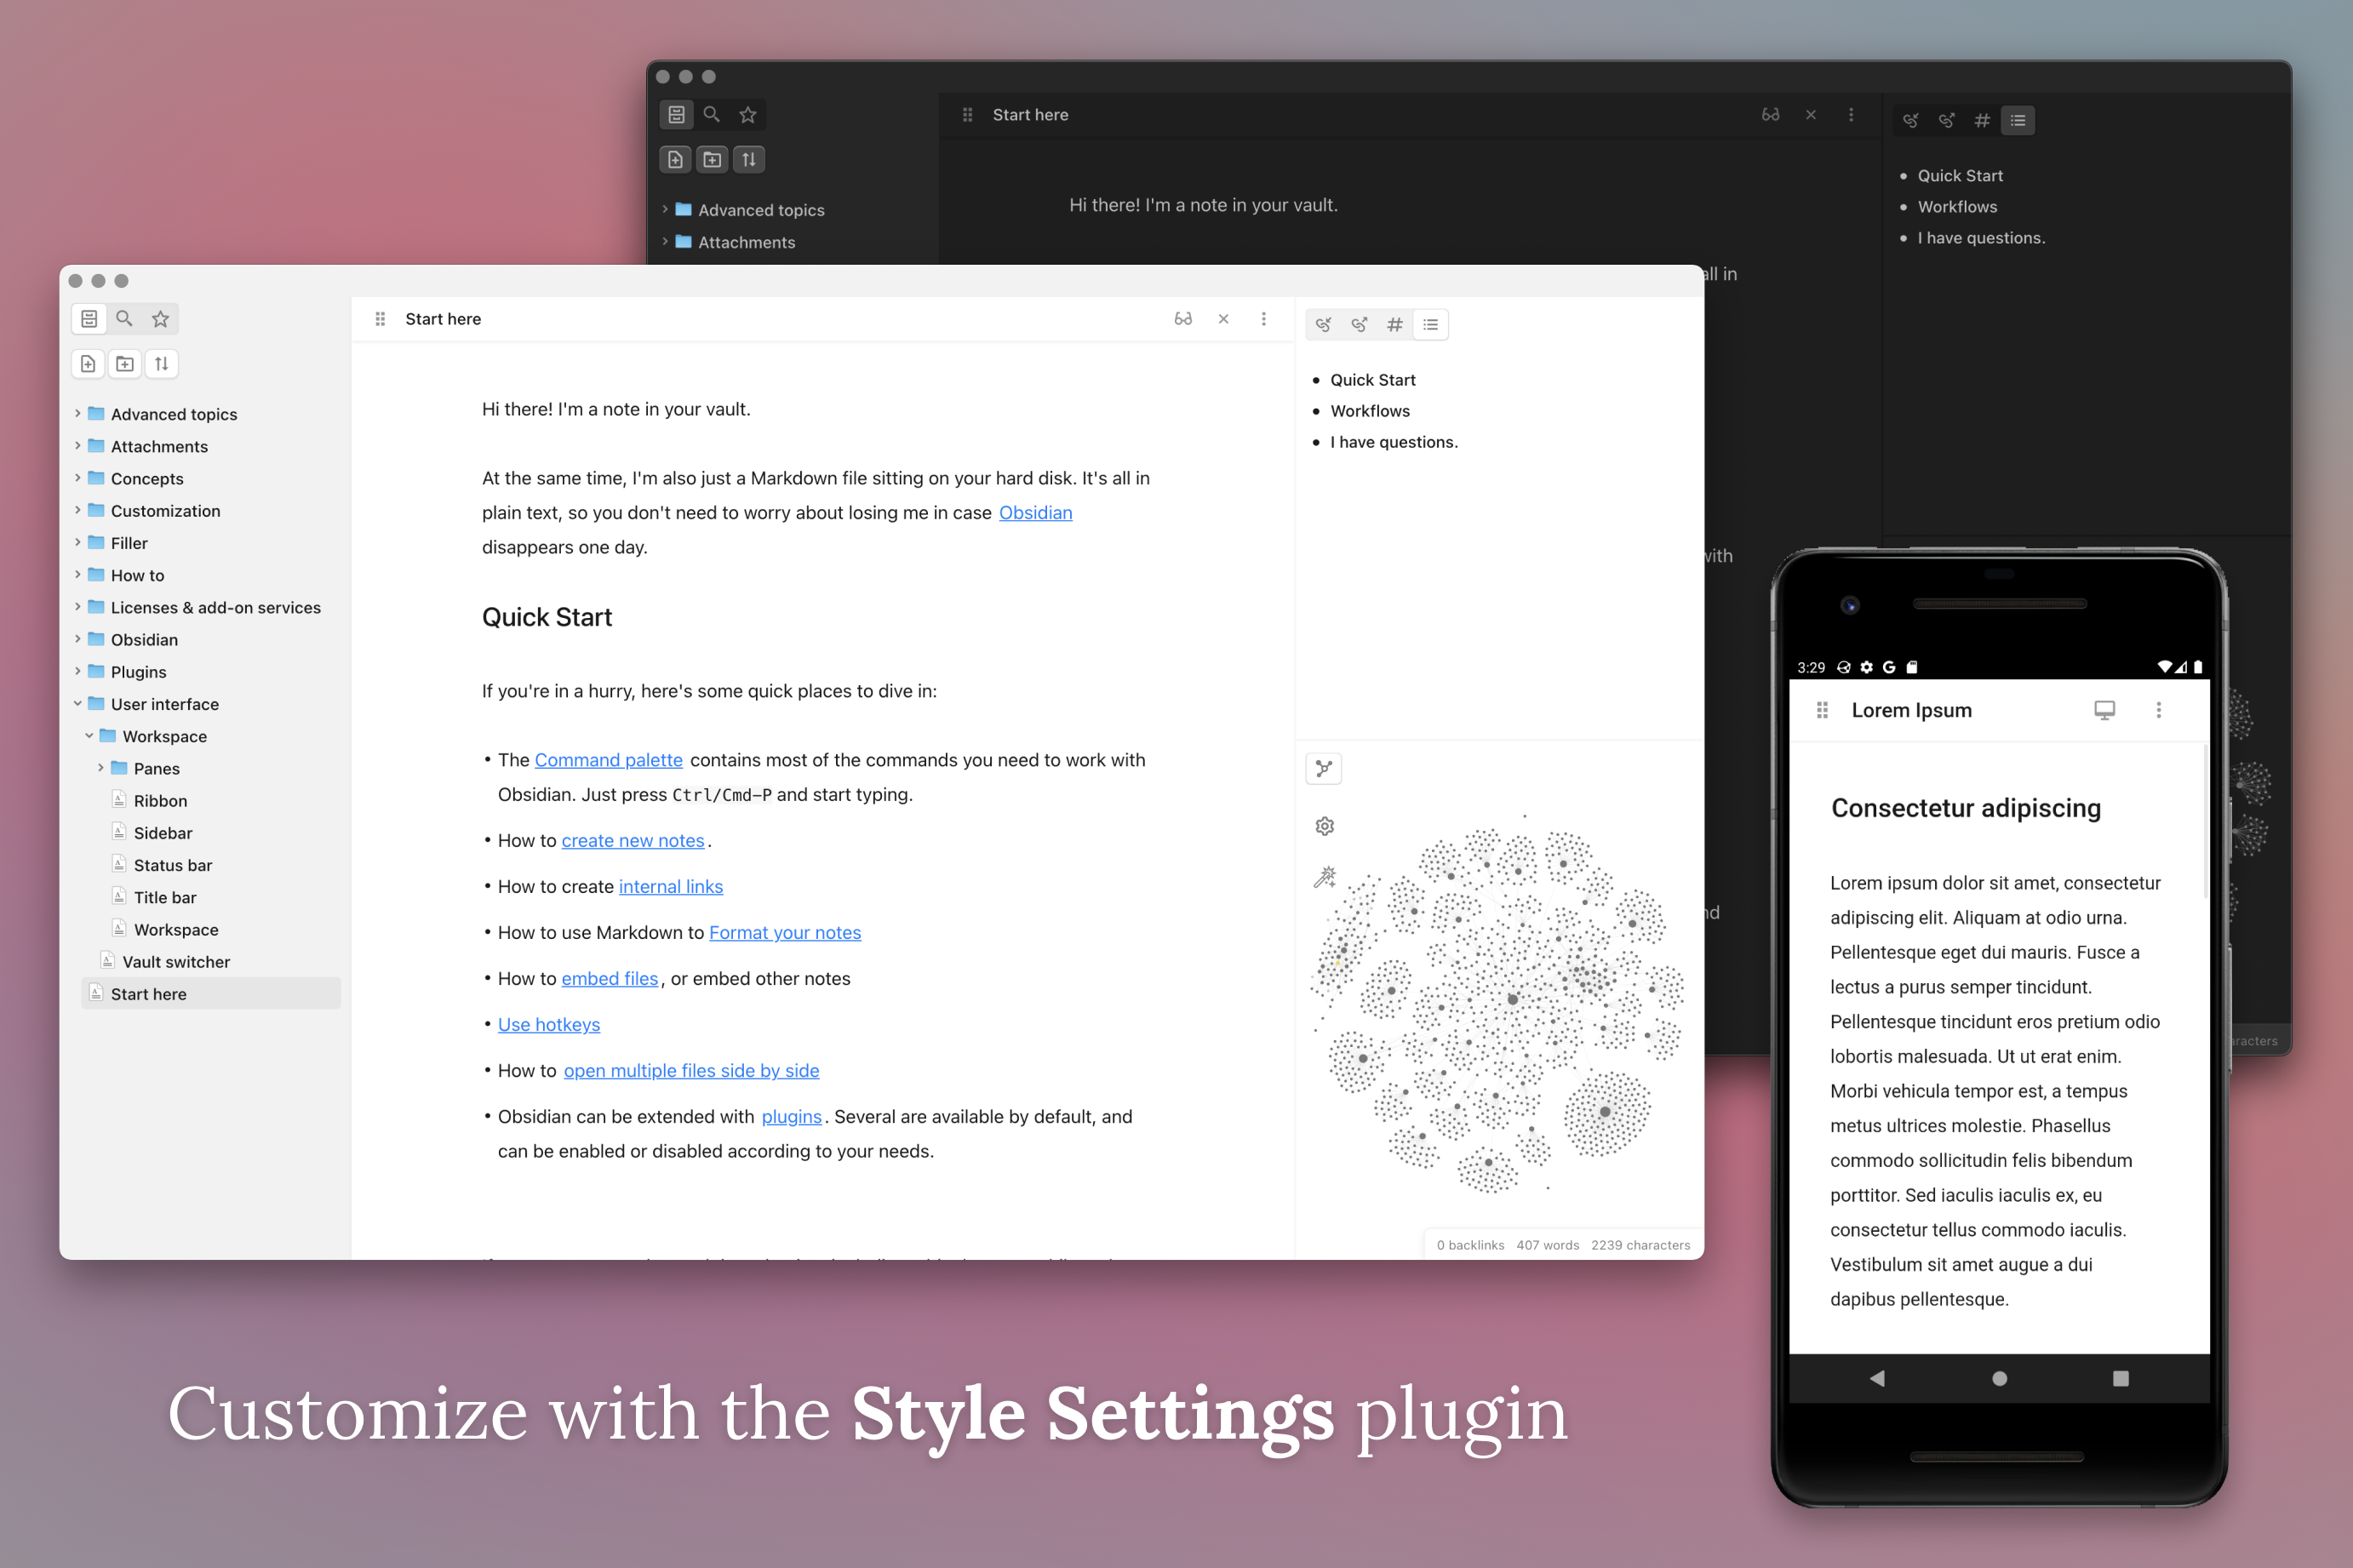 Start here
Hi there! I'm a note in your vault.
Advanced topics
Attachments
Quick Start
Workflows
I have questions.
all in
with
Start here
Advanced topics
Attachments
Concepts
Customization
Filler
How to
Licenses & add-on services
Obsidian
Plugins
User interface
Workspace
Panes
Ribbon
Sidebar
Status bar
Title bar
Workspace
Vault switcher
Start here
Hi there! I'm a note in your vault.
At the same time, I'm also just a Markdown file sitting on your hard disk. It's all in
plain text, so you don't need to worry about losing me in case Obsidian
disappears one day.
Quick Start
If you're in a hurry, here's some quick places to dive in:
• The Command palette contains most of the commands you need to work with
Obsidian. Just press Ctrl/Cmd-P and start typing.
• How to create new notes.
• How to create internal links
• How to use Markdown to Format your notes
• How to embed files, or embed other notes
• Use hotkeys
• How to open multiple files side by side
• Obsidian can be extended with plugins. Several are available by default, and
can be enabled or disabled according to your needs.
• Quick Start
• Workflows
• I have questions.
0 backlinks 407 words 2239 characters
3:29
Lorem Ipsum
Consectetur adipiscing
Lorem ipsum dolor sit amet, consectetur
adipiscing elit. Aliquam at odio urna.
Pellentesque eget dui mauris. Fusce a
lectus a purus semper tincidunt.
Pellentesque tincidunt eros pretium odio
lobortis malesuada. Ut ut erat enim.
Morbi vehicula tempor est, a tempus
metus ultrices molestie. Phasellus
commodo sollicitudin felis bibendum
porttitor. Sed iaculis iaculis ex, eu
consectetur tellus commodo iaculis.
Vestibulum sit amet augue a dui
dapibus pellentesque.
Customize with the Style Settings plugin